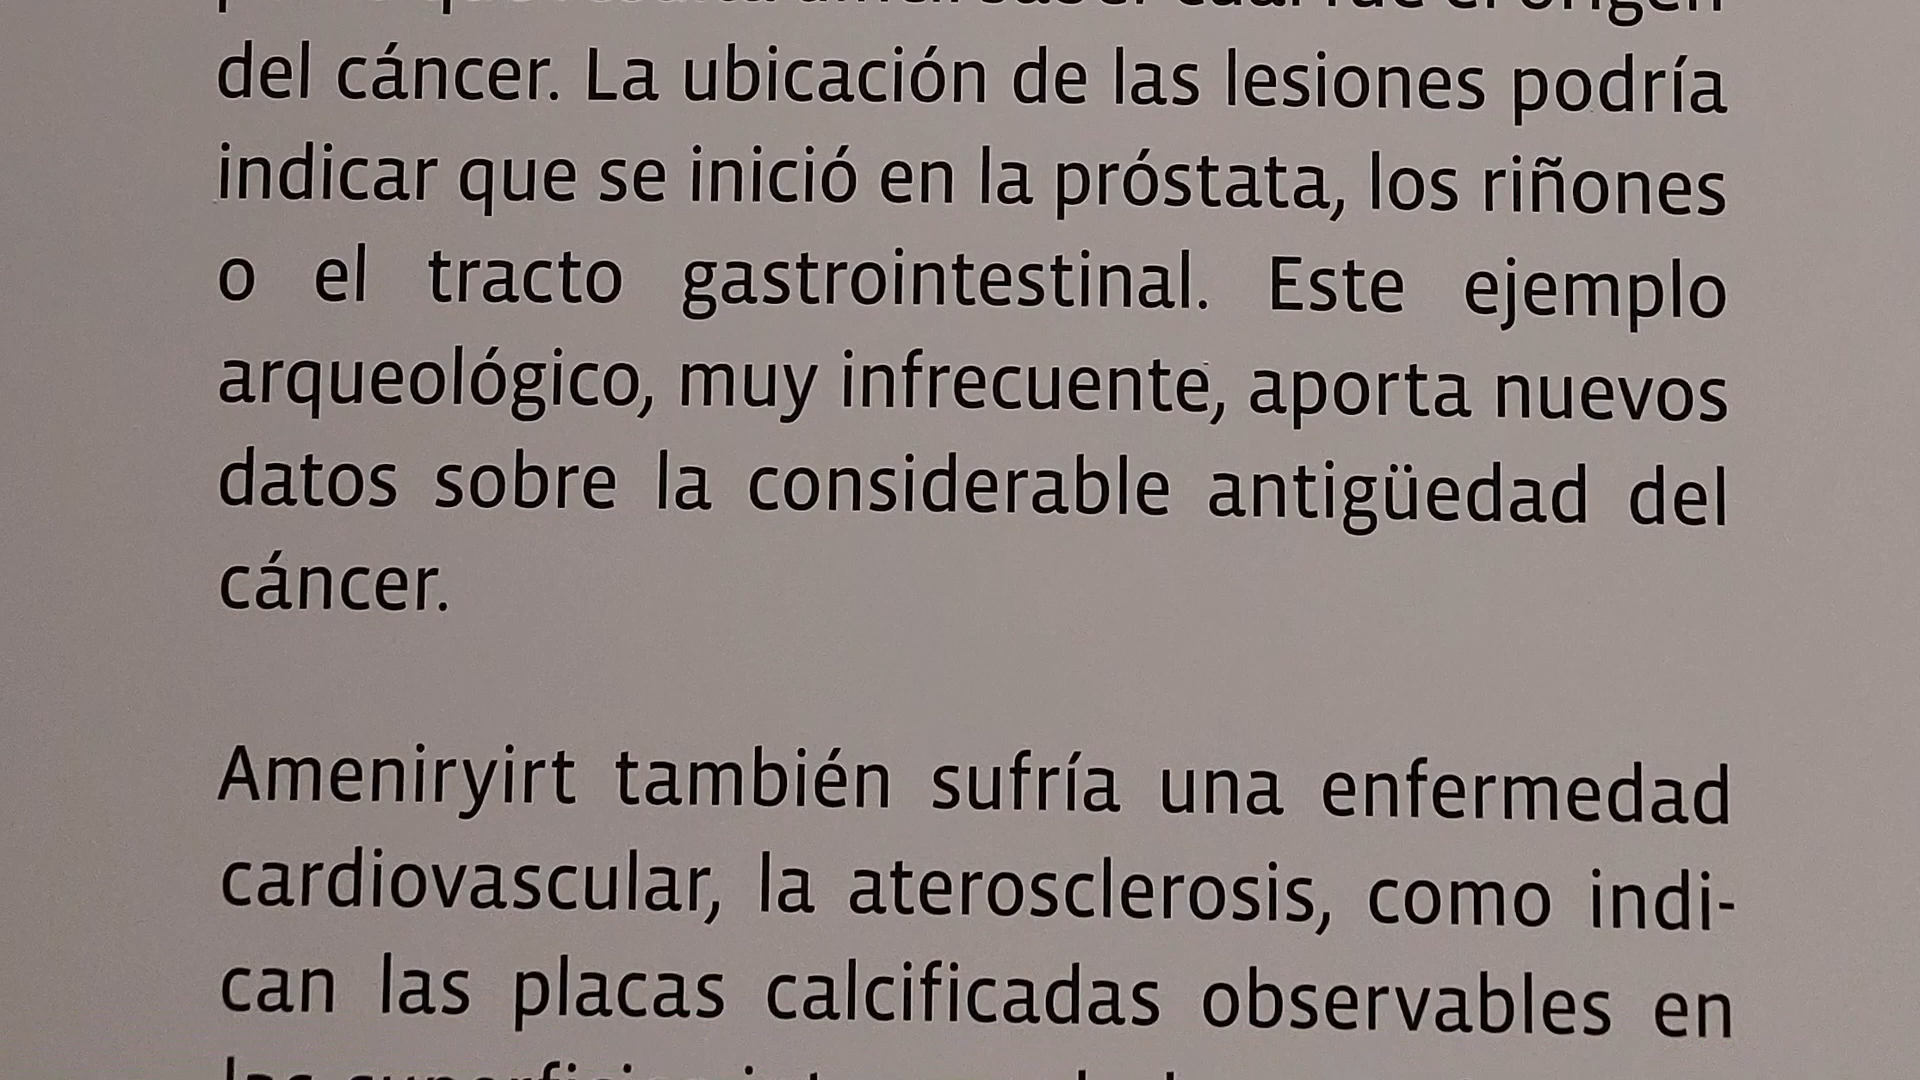 del cáncer. La ubicación de las lesiones podría
indicar que se inició en la próstata, los riñones
o el tracto gastrointestinal. Este ejemplo
arqueológico, muy infrecuente, aporta nuevos
datos sobre la considerable antigüedad del
cáncer.
Ameniryirt también sufría una enfermedad
cardiovascular, la aterosclerosis, como indi-
can las placas calcificadas observables en